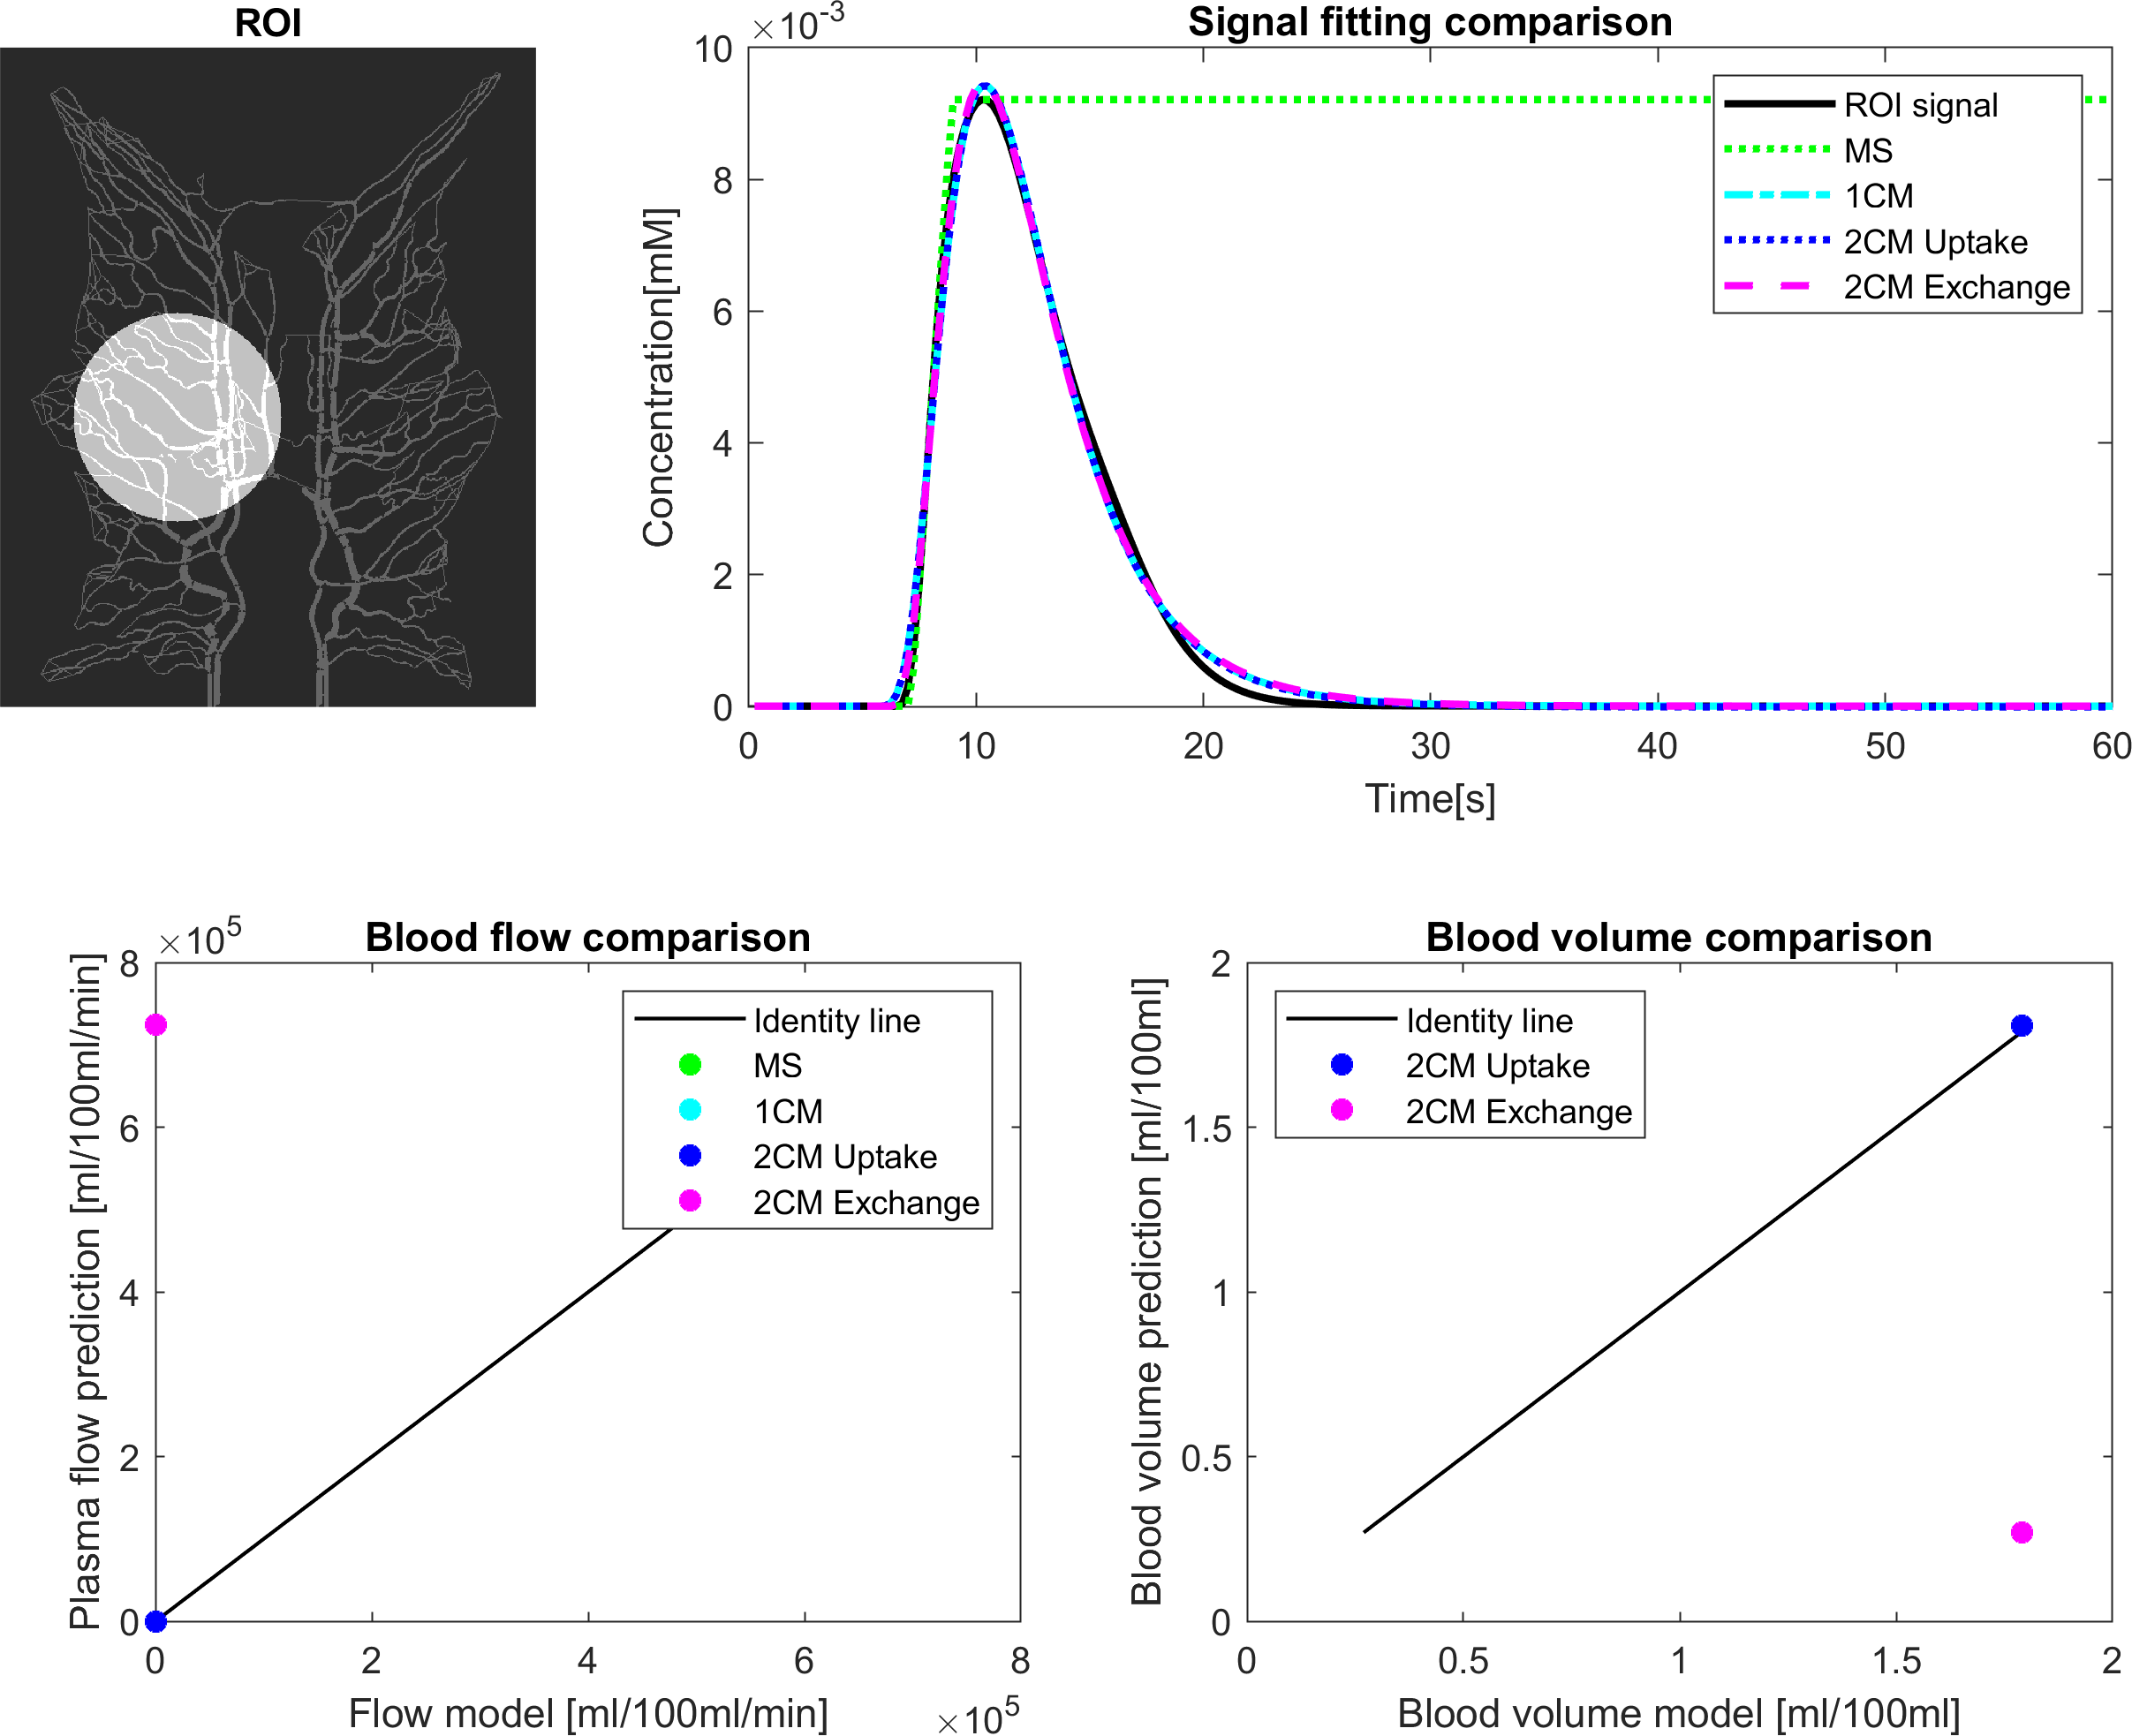 ROI
Signal fitting comparison
×10-3
10
8
6
4
2
0
Concentration[mM]
0 10 20 30 40 50 60
Time[s]
ROI signal
MS
1CM
2CM Uptake
2CM Exchange
Blood flow comparison
×105
8
6
4
2
0
Plasma flow prediction [ml/100ml/min]
Identity line
MS
1CM
2CM Uptake
2CM Exchange
0 2 4 6 8
Flow model [ml/100ml/min]
×105
Blood volume comparison
2
1.5
1
0.5
0
Blood volume prediction [ml/100ml]
Identity line
2CM Uptake
2CM Exchange
0 0.5 1 1.5 2
Blood volume model [ml/100ml]